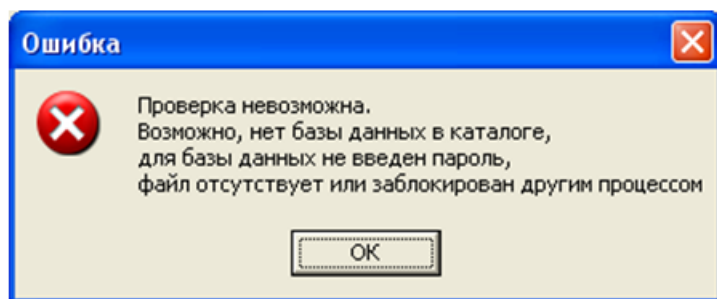 Ошибка
Проверка невозможна.
Возможно, нет базы данных в каталоге,
для базы данных не введен пароль,
файл отсутствует или заблокирован другим процессом
ОК